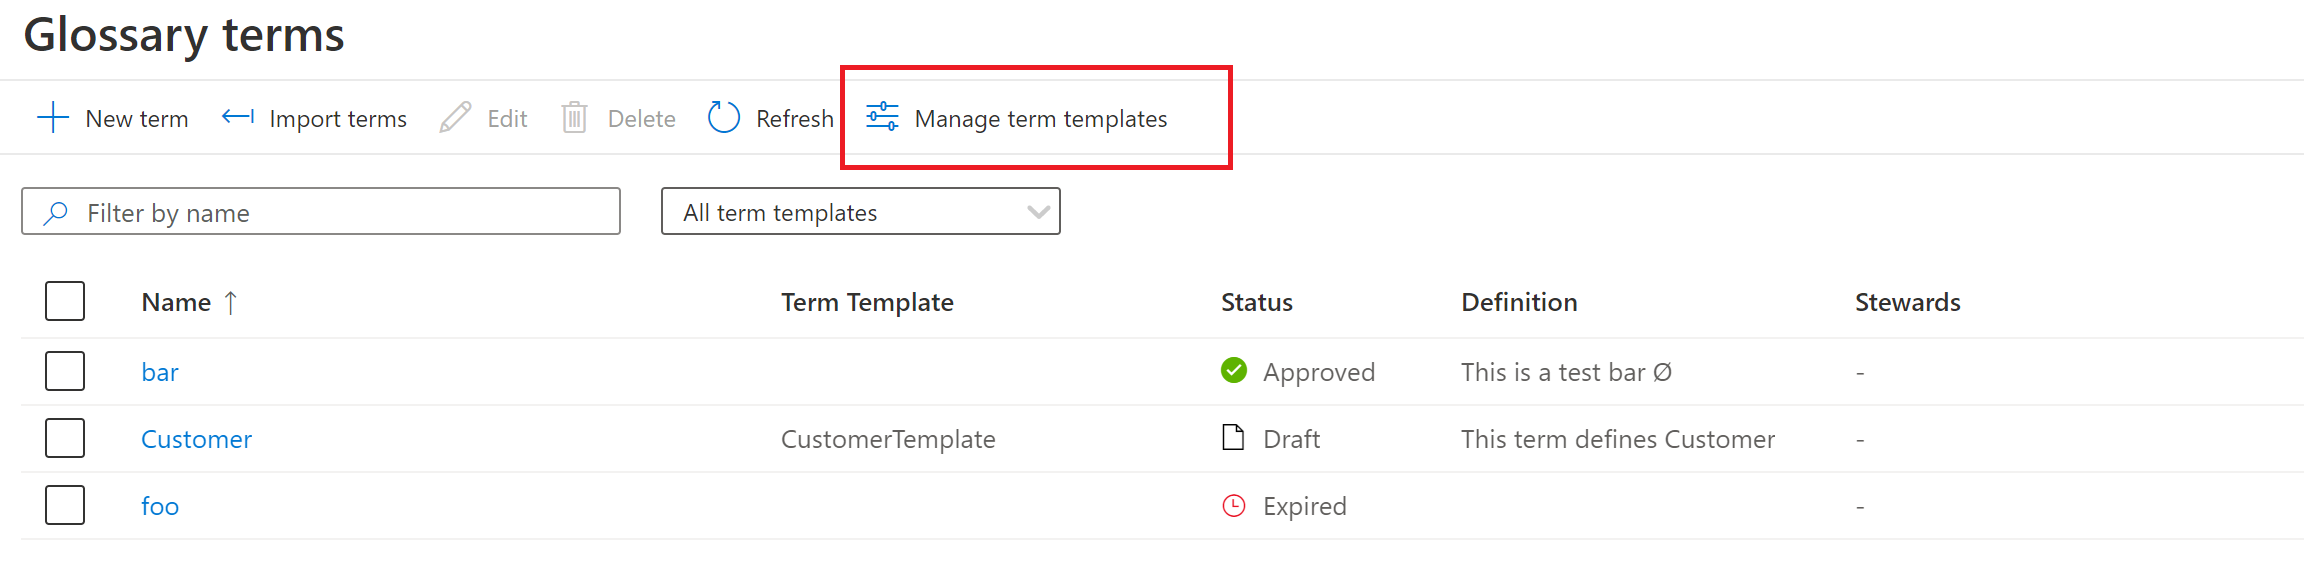 Glossary terms
New term Import terms Edit Delete Refresh Manage term templates
Filter by name All term templates
Name ↑ Term Template Status Definition Stewards
bar Approved This is a test bar Ø -
Customer CustomerTemplate Draft This term defines Customer -
foo Expired -